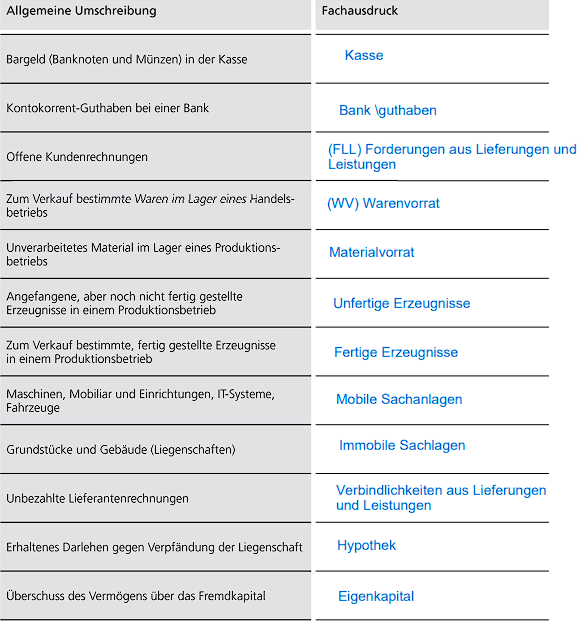 Allgemeine Umschreibung Fachausdruck
Bargeld (Banknoten und Münzen) in der Kasse Kasse
Kontokorrent-Guthaben bei einer Bank Bank \guthaben
Offene Kundenrechnungen (FLL) Forderungen aus Lieferungen und
Leistungen
Zum Verkauf bestimmte Waren im Lager eines Handels- (WV) Warenvorrat
betriebs
Unverarbeitetes Material im Lager eines Produktions- Materialvorrat
betriebs
Angefangene, aber noch nicht fertig gestellte Unfertige Erzeugnisse
Erzeugnisse in einem Produktionsbetrieb
Zum Verkauf bestimmte, fertig gestellte Erzeugnisse Fertige Erzeugnisse
in einem Produktionsbetrieb
Maschinen, Mobiliar und Einrichtungen, IT-Systeme, Mobile Sachanlagen
Fahrzeuge
Grundstücke und Gebäude (Liegenschaften) Immobile Sachlagen
Unbezahlte Lieferantenrechnungen Verbindlichkeiten aus Lieferungen
und Leistungen
Erhaltenes Darlehen gegen Verpfändung der Liegenschaft Hypothek
Überschuss des Vermögens über das Fremdkapital Eigenkapital